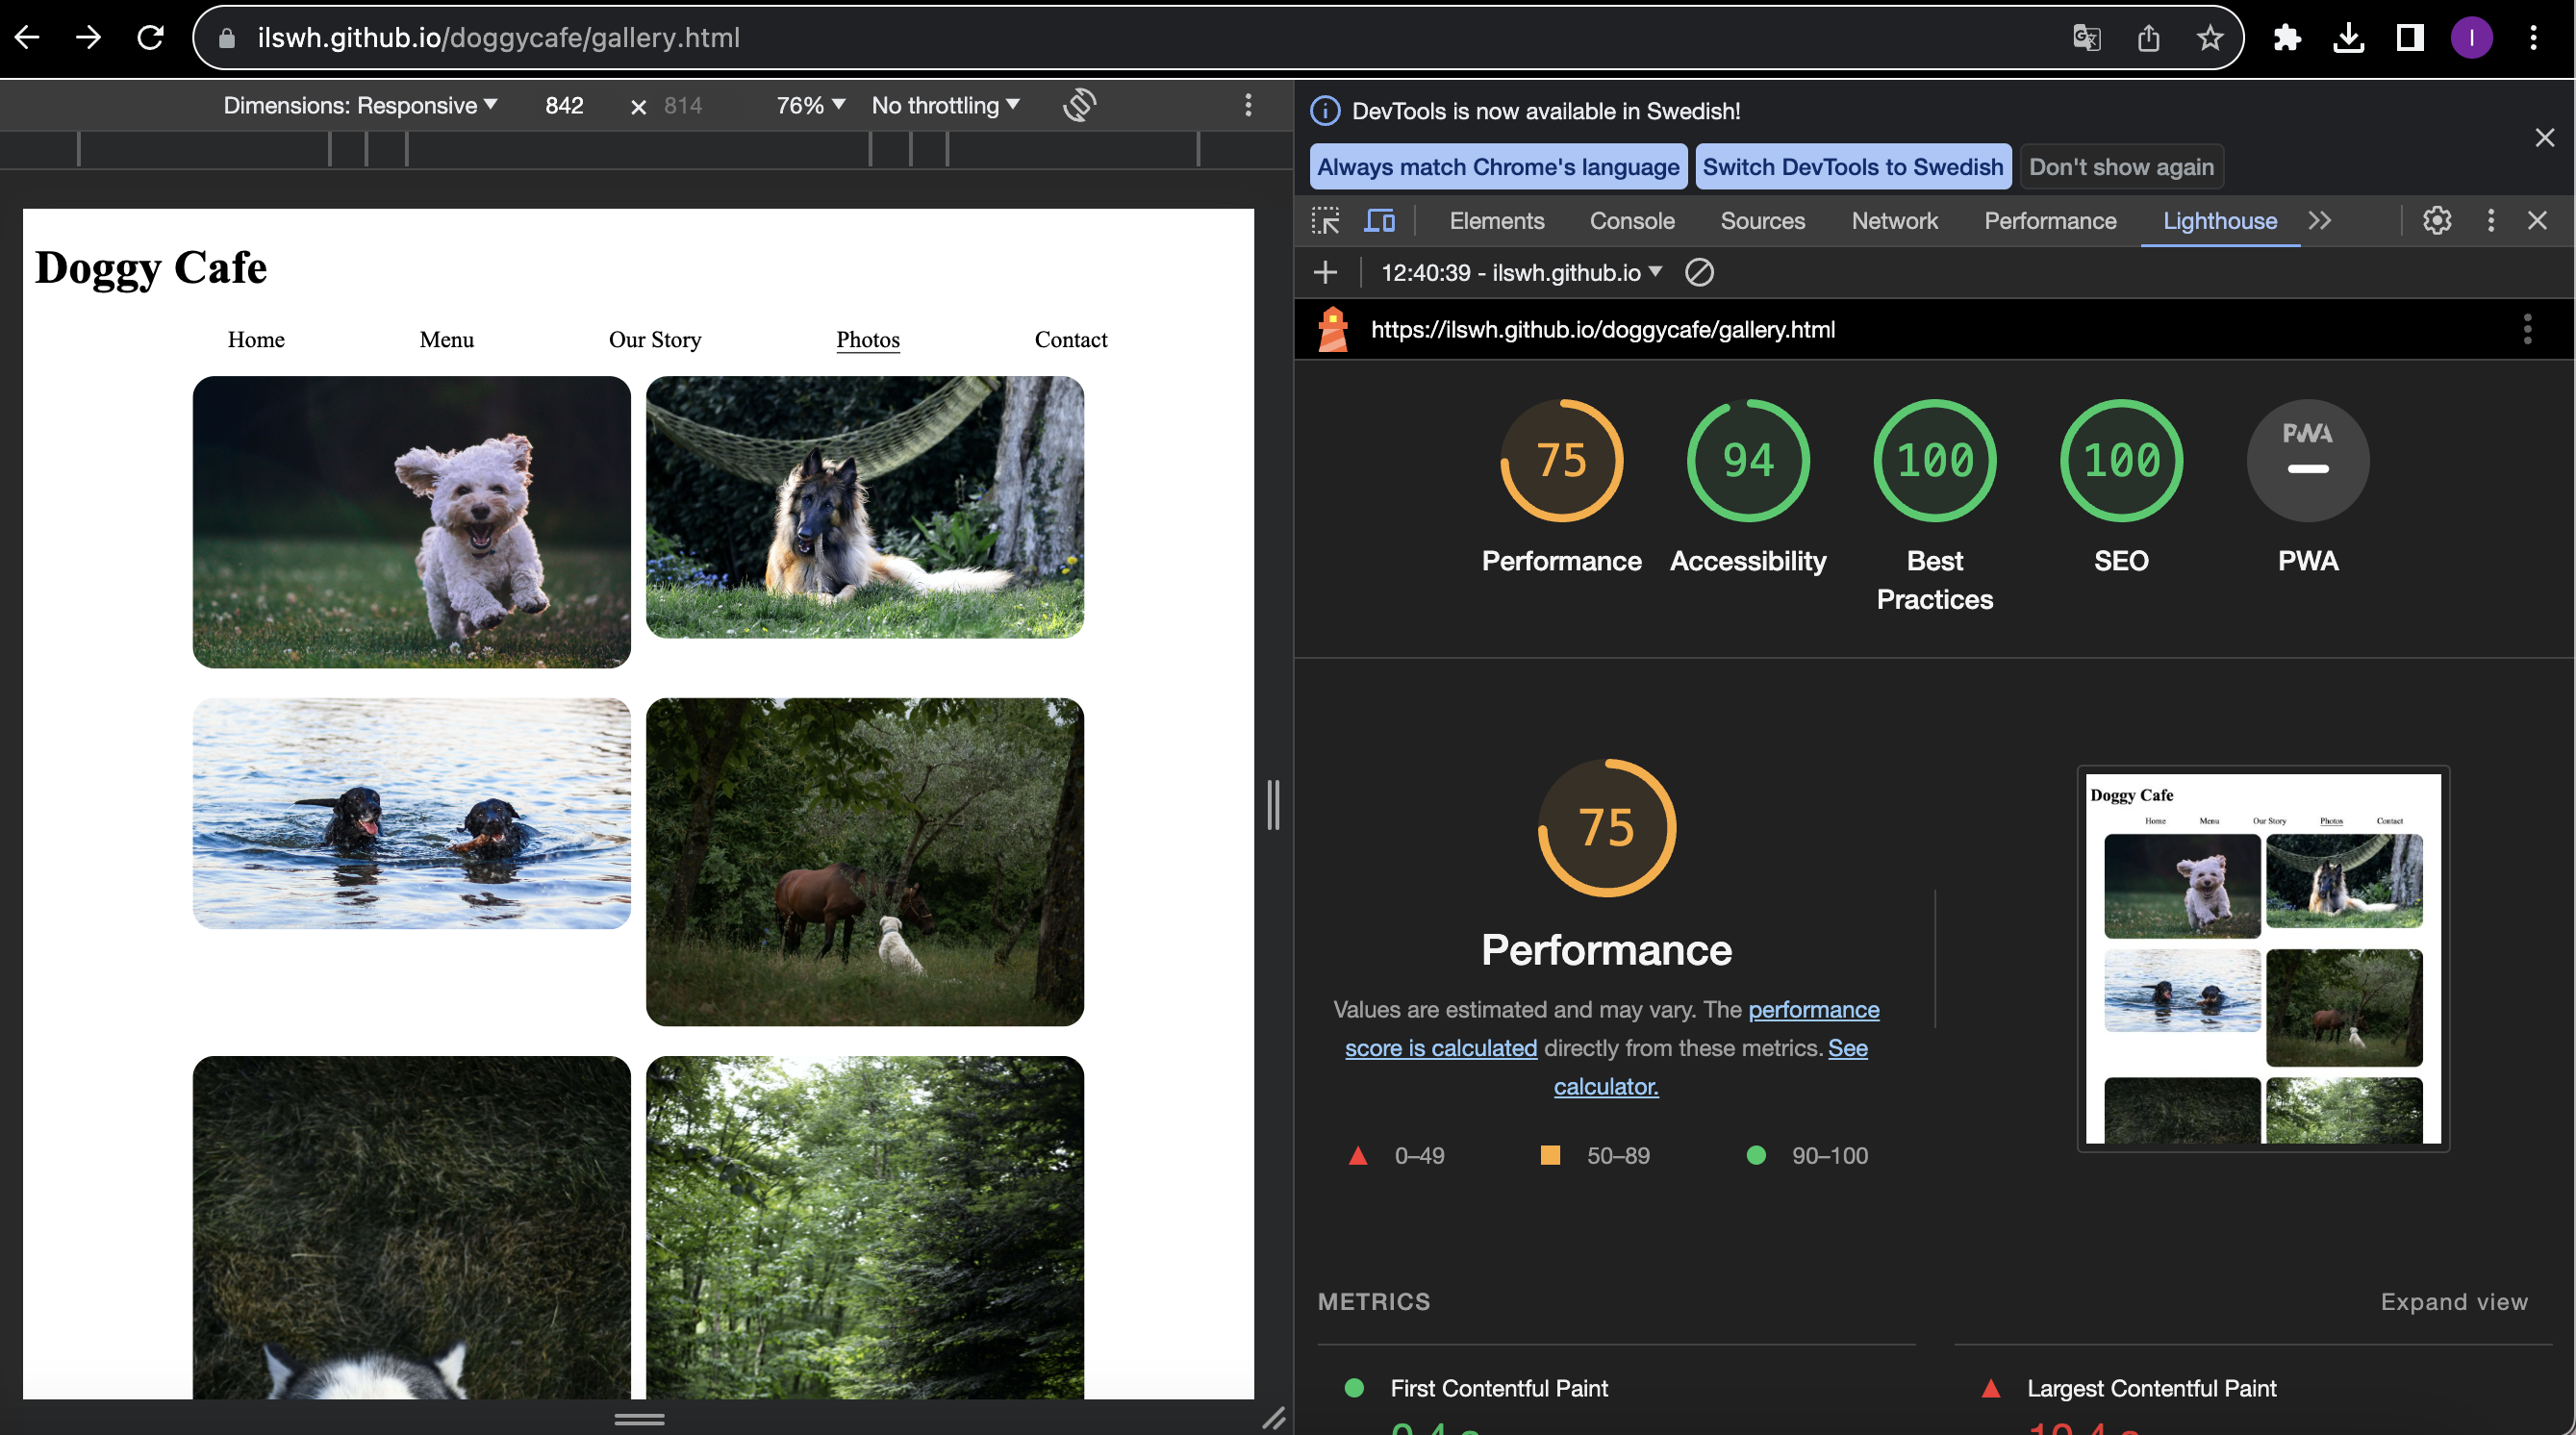 ilswh.github.io/doggycafe/gallery.html
I
Dimensions: Responsive 842 × 814 76% No throttling
Doggy Cafe
Home Menu Our Story Photos Contact
DevTools is now available in Swedish!
Always match Chrome's language Switch DevTools to Swedish Don't show again
Elements Console Sources Network Performance Lighthouse
12:40:39 - ilswh.github.io
https://ilswh.github.io/doggycafe/gallery.html
75 94 100 100 PWA
Performance Accessibility Best Practices SEO PWA
75
Performance
Values are estimated and may vary. The performance
score is calculated directly from these metrics. See
calculator.
0–49 50–89 90–100
Doggy Cafe
Home Menu Our Story Photos Contact
METRICS Expand view
First Contentful Paint Largest Contentful Paint